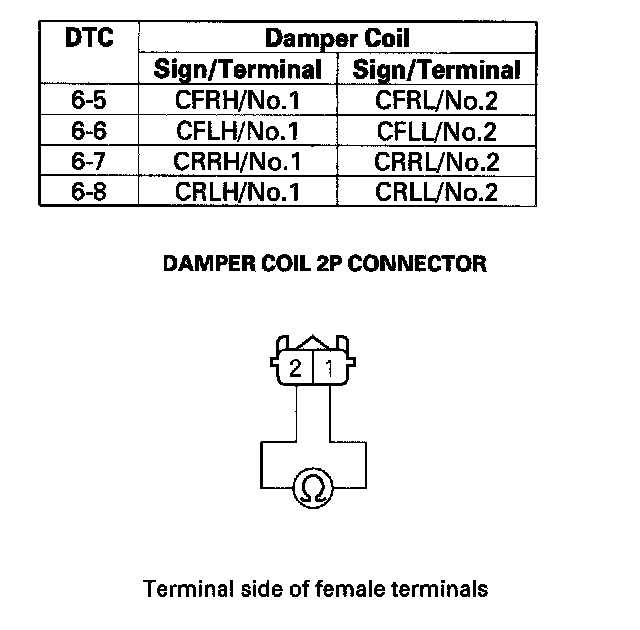 DTC Damper Coil
Sign/Terminal Sign/Terminal
6-5 CFRH/No.1 CFRL/No.2
6-6 CFLH/No.1 CFLL/No.2
6-7 CRRH/No.1 CRRL/No.2
6-8 CRLH/No.1 CRLL/No.2
DAMPER COIL 2P CONNECTOR
2 1
Ω
Terminal side of female terminals